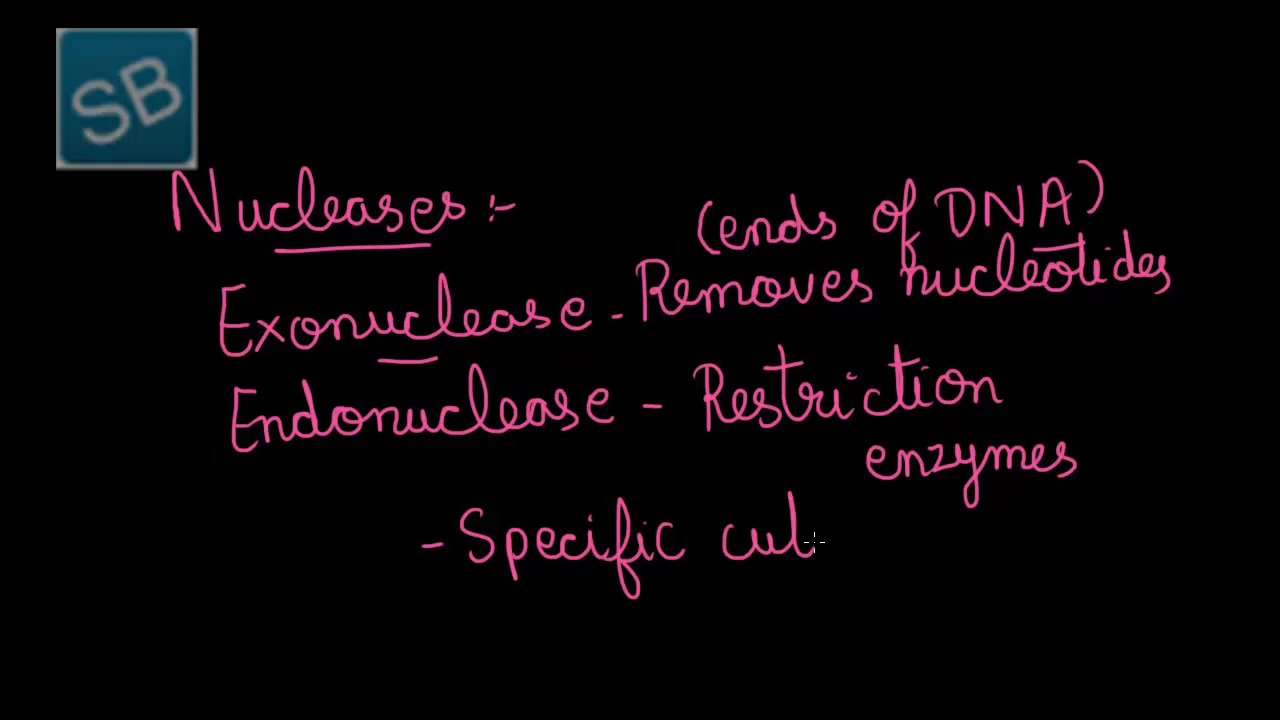 SB
Nucleases :-
(ends of DNA)
Exonuclease - Removes nucleotides
Endonuclease - Restriction
enzymes
- Specific cut